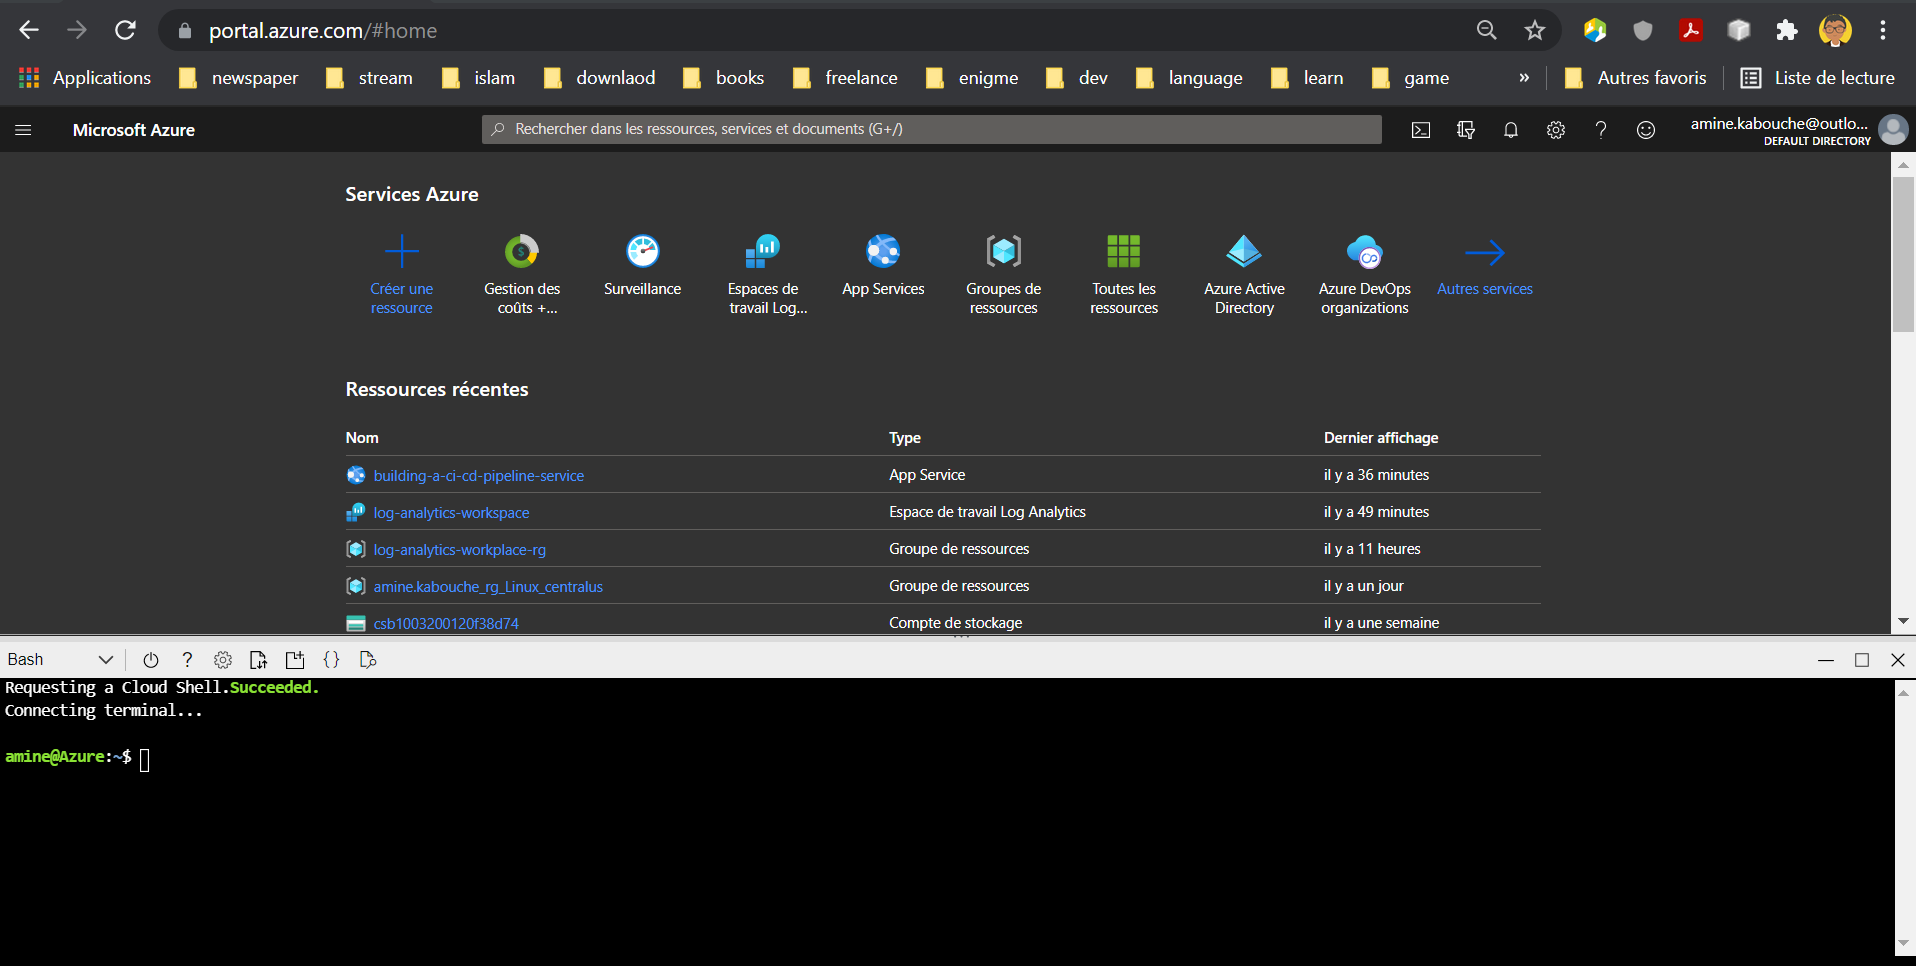 portal.azure.com/#home
Applications newspaper stream islam downlaod books freelance enigme dev language learn game » Autres favoris Liste de lecture
Microsoft Azure Rechercher dans les ressources, services et documents (G+/) amine.kabouche@outlo...
DEFAULT DIRECTORY
Services Azure
Créer une ressource
Gestion des coûts +...
Surveillance
Espaces de travail Log...
App Services
Groupes de ressources
Toutes les ressources
Azure Active Directory
Azure DevOps organizations
Autres services
Ressources récentes
Nom Type Dernier affichage
building-a-ci-cd-pipeline-service App Service il y a 36 minutes
log-analytics-workspace Espace de travail Log Analytics il y a 49 minutes
log-analytics-workplace-rg Groupe de ressources il y a 11 heures
amine.kabouche_rg_Linux_centralus Groupe de ressources il y a un jour
csb1003200120f38d74 Compte de stockage il y a une semaine
Bash ? {}
Requesting a Cloud Shell.Succeeded.
Connecting terminal...
amine@Azure:~$